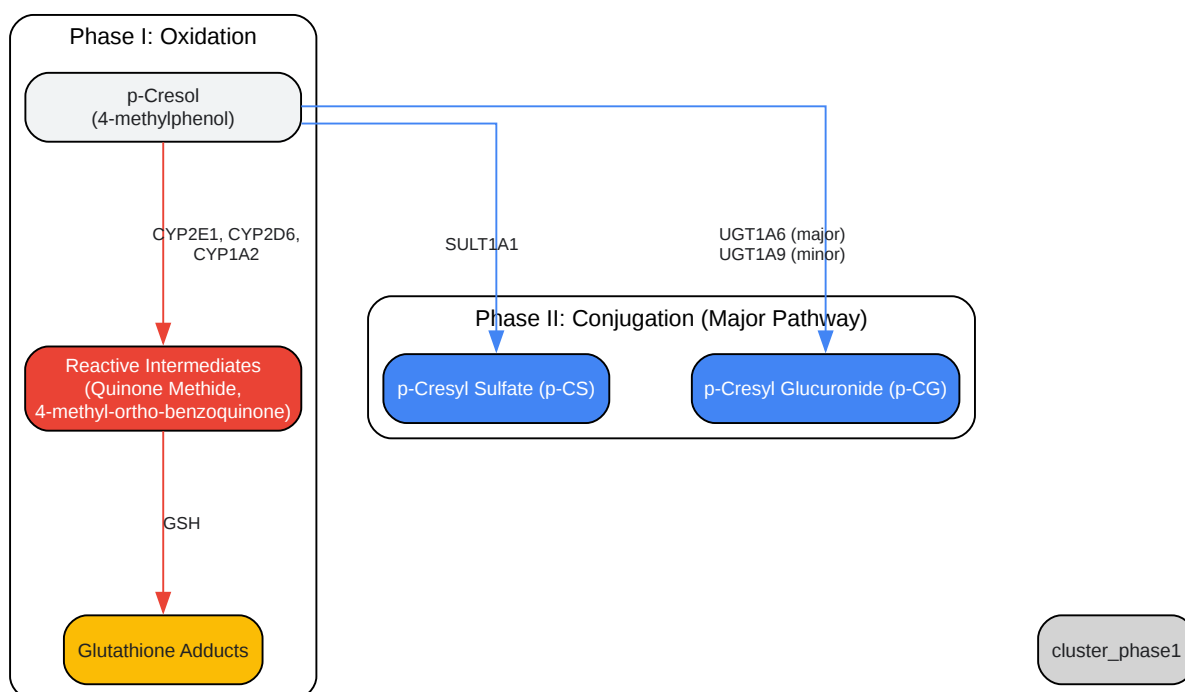 Phase I: Oxidation
p-Cresol
(4-methylphenol)
CYP2E1, CYP2D6,
CYP1A2
SULT1A1
UGT1A6 (major)
UGT1A9 (minor)
Phase II: Conjugation (Major Pathway)
Reactive Intermediates
(Quinone Methide,
4-methyl-ortho-benzoquinone)
p-Cresyl Sulfate (p-CS)
p-Cresyl Glucuronide (p-CG)
GSH
Glutathione Adducts
cluster_phase1